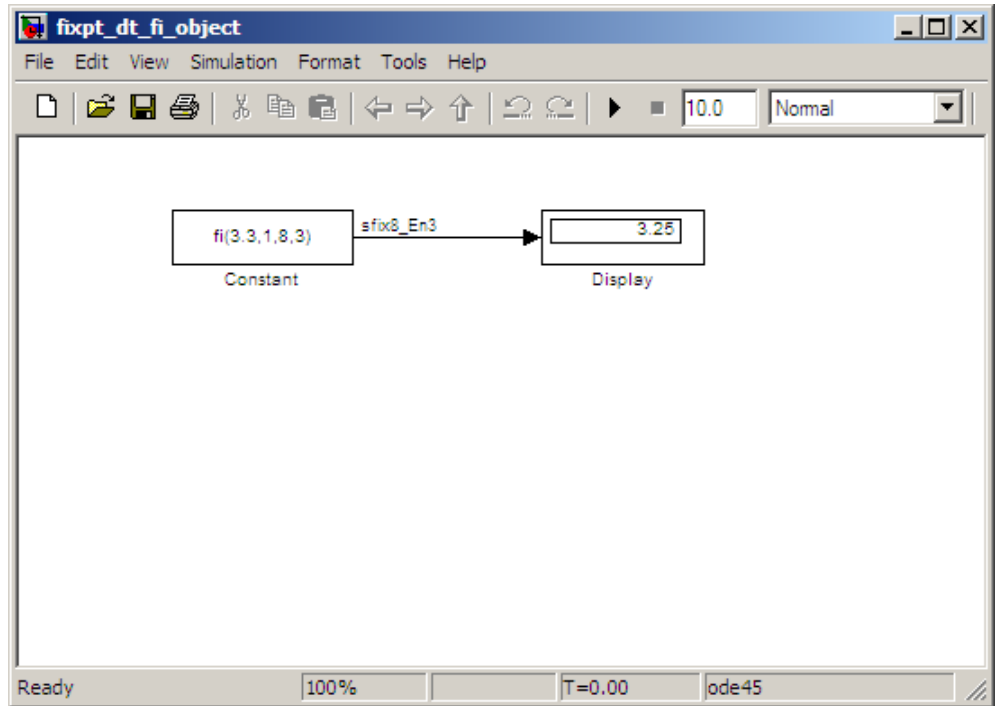 fixpt_dt_fi_object
File Edit View Simulation Format Tools Help
10.0 Normal
fi(3.3,1,8,3) sfix8_En3 3.25
Constant Display
Ready 100% T=0.00 ode45